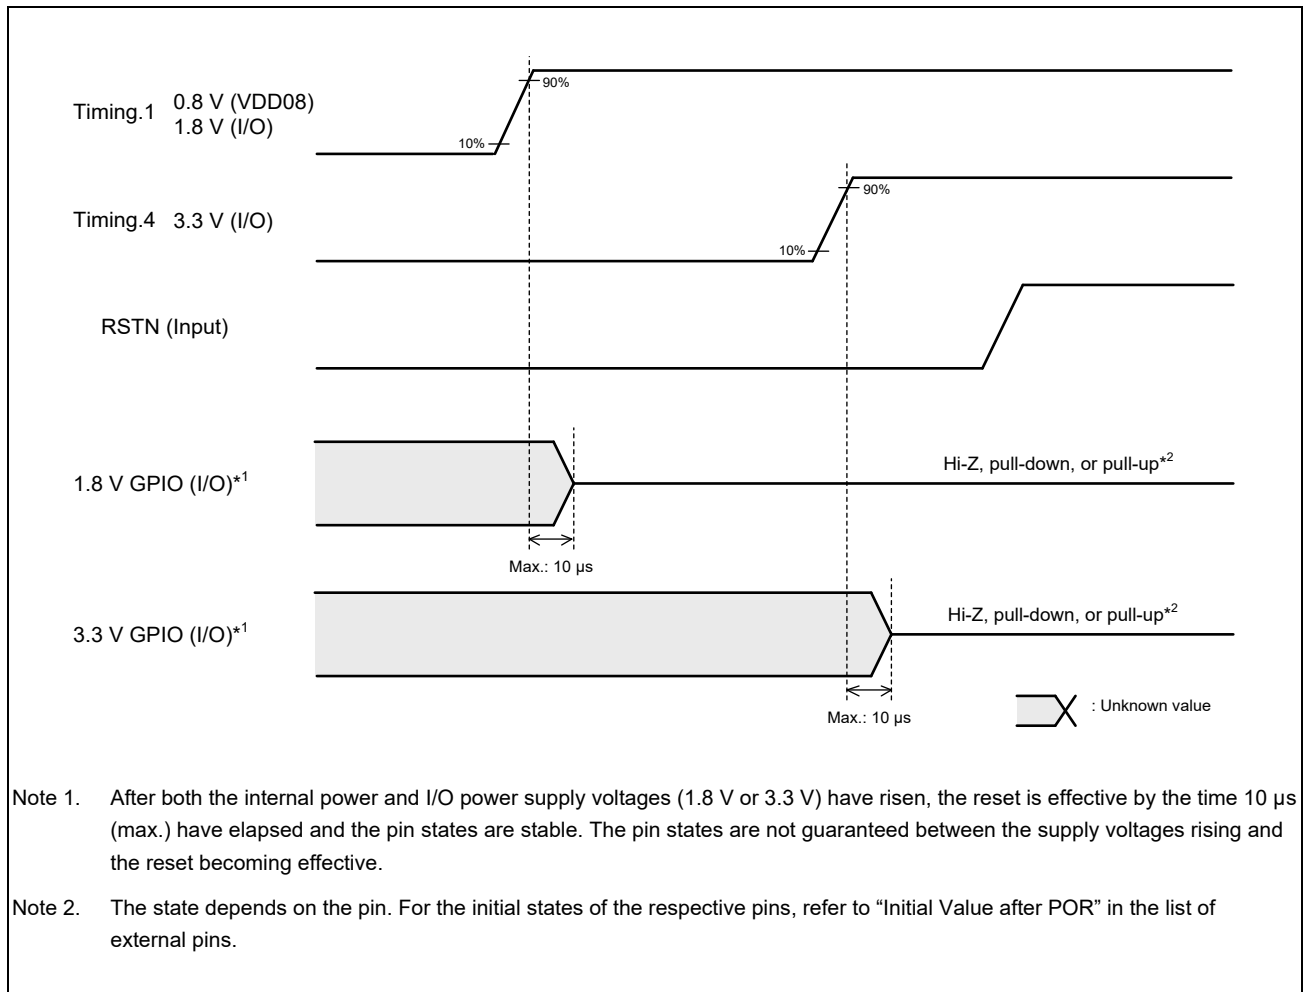 90%
Timing.1 0.8 V (VDD08)
1.8 V (I/O)
10%
90%
Timing.4 3.3 V (I/O)
10%
RSTN (Input)
Hi-Z, pull-down, or pull-up*2
1.8 V GPIO (I/O)*1
Max.: 10 µs
Hi-Z, pull-down, or pull-up*2
3.3 V GPIO (I/O)*1
: Unknown value
Max.: 10 µs
Note 1. After both the internal power and I/O power supply voltages (1.8 V or 3.3 V) have risen, the reset is effective by the time 10 µs
(max.) have elapsed and the pin states are stable. The pin states are not guaranteed between the supply voltages rising and
the reset becoming effective.
Note 2. The state depends on the pin. For the initial states of the respective pins, refer to “Initial Value after POR” in the list of
external pins.